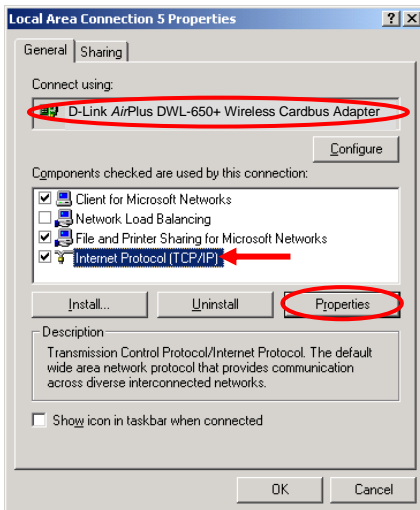 Local Area Connection 5 Properties
General
Sharing
Connect using:
D-Link AirPlus DWL-650+ Wireless Cardbus Adapter
Configure
Components checked are used by this connection:
Client for Microsoft Networks
Network Load Balancing
File and Printer Sharing for Microsoft Networks
Internet Protocol (TCP/IP)
Install...
Uninstall
Properties
Description
Transmission Control Protocol/Internet Protocol. The default
wide area network protocol that provides communication
across diverse interconnected networks.
Show icon in taskbar when connected
OK
Cancel